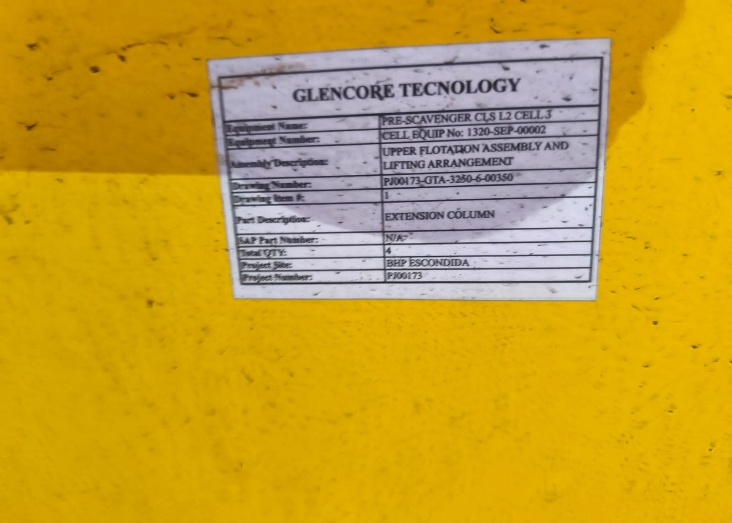 GLENCORE TECNOLOGY
Equipment Name: PRE-SCAVENGER CLS L2 CELL 3
Equipment Number: CELL EQUIP No: 1320-SEP-00002
Assembly Description: UPPER FLOTATION ASSEMBLY AND
LIFTING ARRANGEMENT
Drawing Number: PJ00173-GTA-3250-6-00350
Drawing Item #: 1
Part Description: EXTENSION COLUMN
SAP Part Number: N/A
Total QTY: 4
Project Site: BHP ESCONDIDA
Project Number: PJ00173